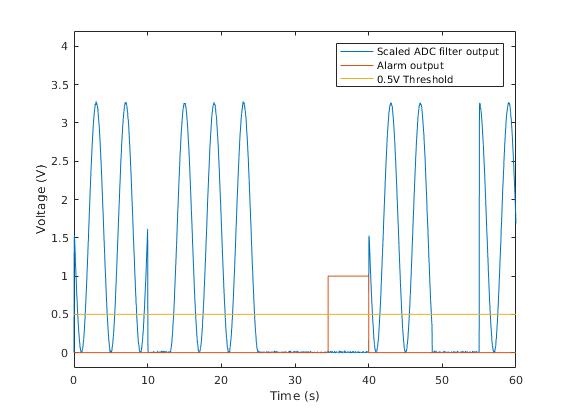 Scaled ADC filter output
Alarm output
0.5V Threshold
4
3.5
3
2.5
2
1.5
1
0.5
0
Voltage (V)
0 10 20 30 40 50 60
Time (s)